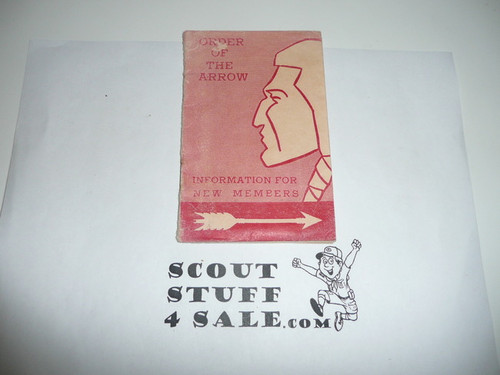 ORDER
OF
THE
ARROW
INFORMATION FOR
NEW MEMBERS
SCOUT
STUFF
4 SALE.COM